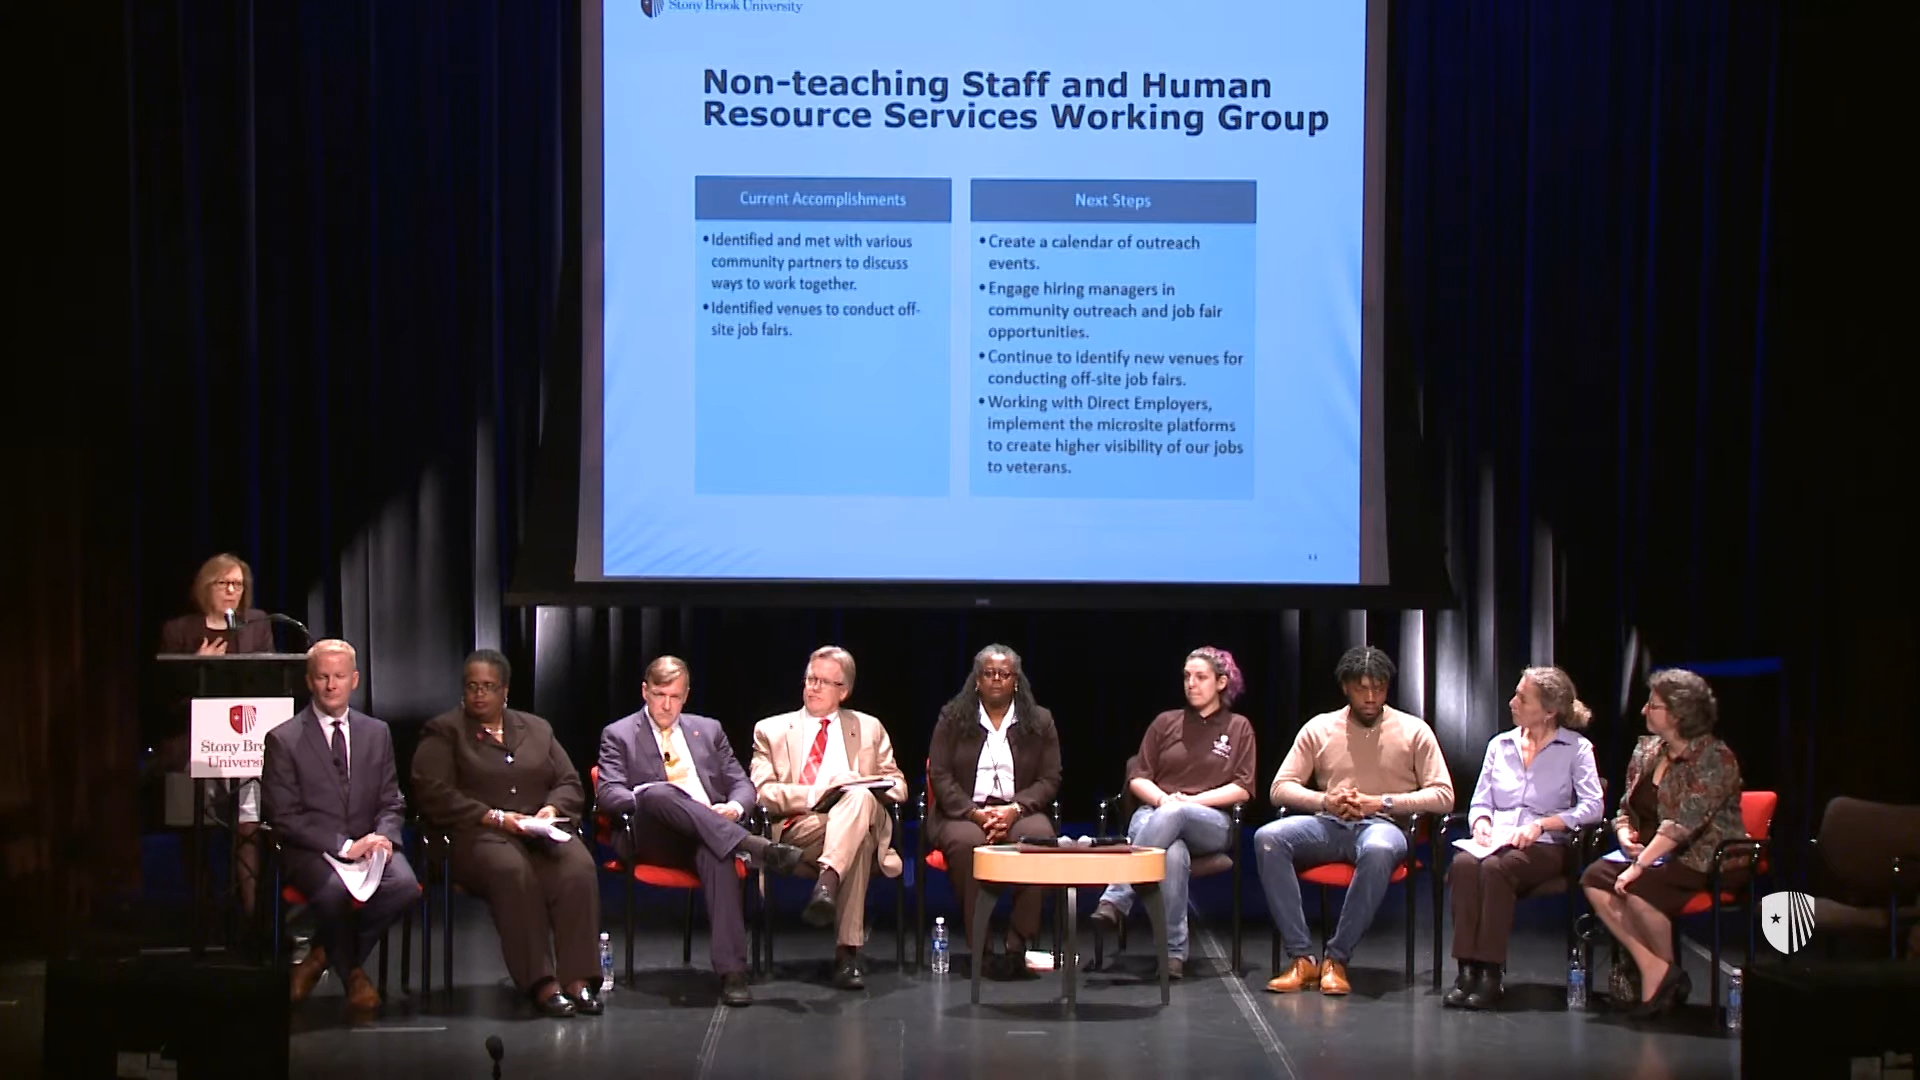 Stony Brook University
Non-teaching Staff and Human
Resource Services Working Group
Current Accomplishments
• Identified and met with various
community partners to discuss
ways to work together.
• Identified venues to conduct off-
site job fairs.
Next Steps
• Create a calendar of outreach
events.
• Engage hiring managers in
community outreach and job fair
opportunities.
• Continue to identify new venues for
conducting off-site job fairs.
• Working with Direct Employers,
implement the microsite platforms
to create higher visibility of our jobs
to veterans.
Stony Bro
Universi